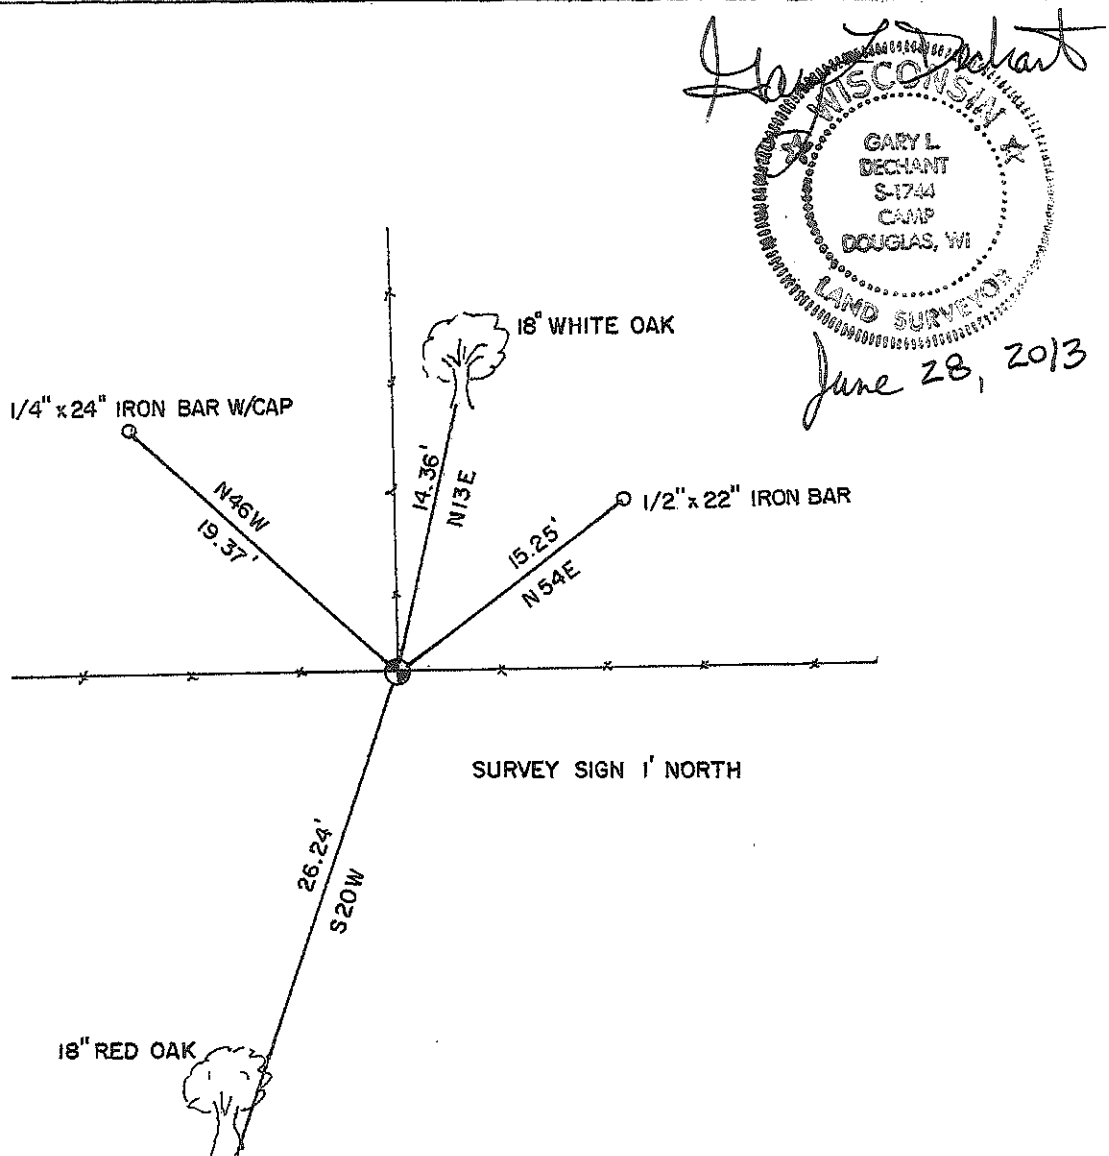 Gary L Dechant
WISCONSIN
GARY L.
DECHANT
S-1744
CAMP
DOUGLAS, WI
LAND SURVEYOR
June 28, 2013
18" WHITE OAK
1/4" x 24" IRON BAR W/CAP
14.36'
N13E
N46W
19.37'
1/2" x 22" IRON BAR
15.25'
N54E
SURVEY SIGN 1' NORTH
26.24'
S20W
18" RED OAK